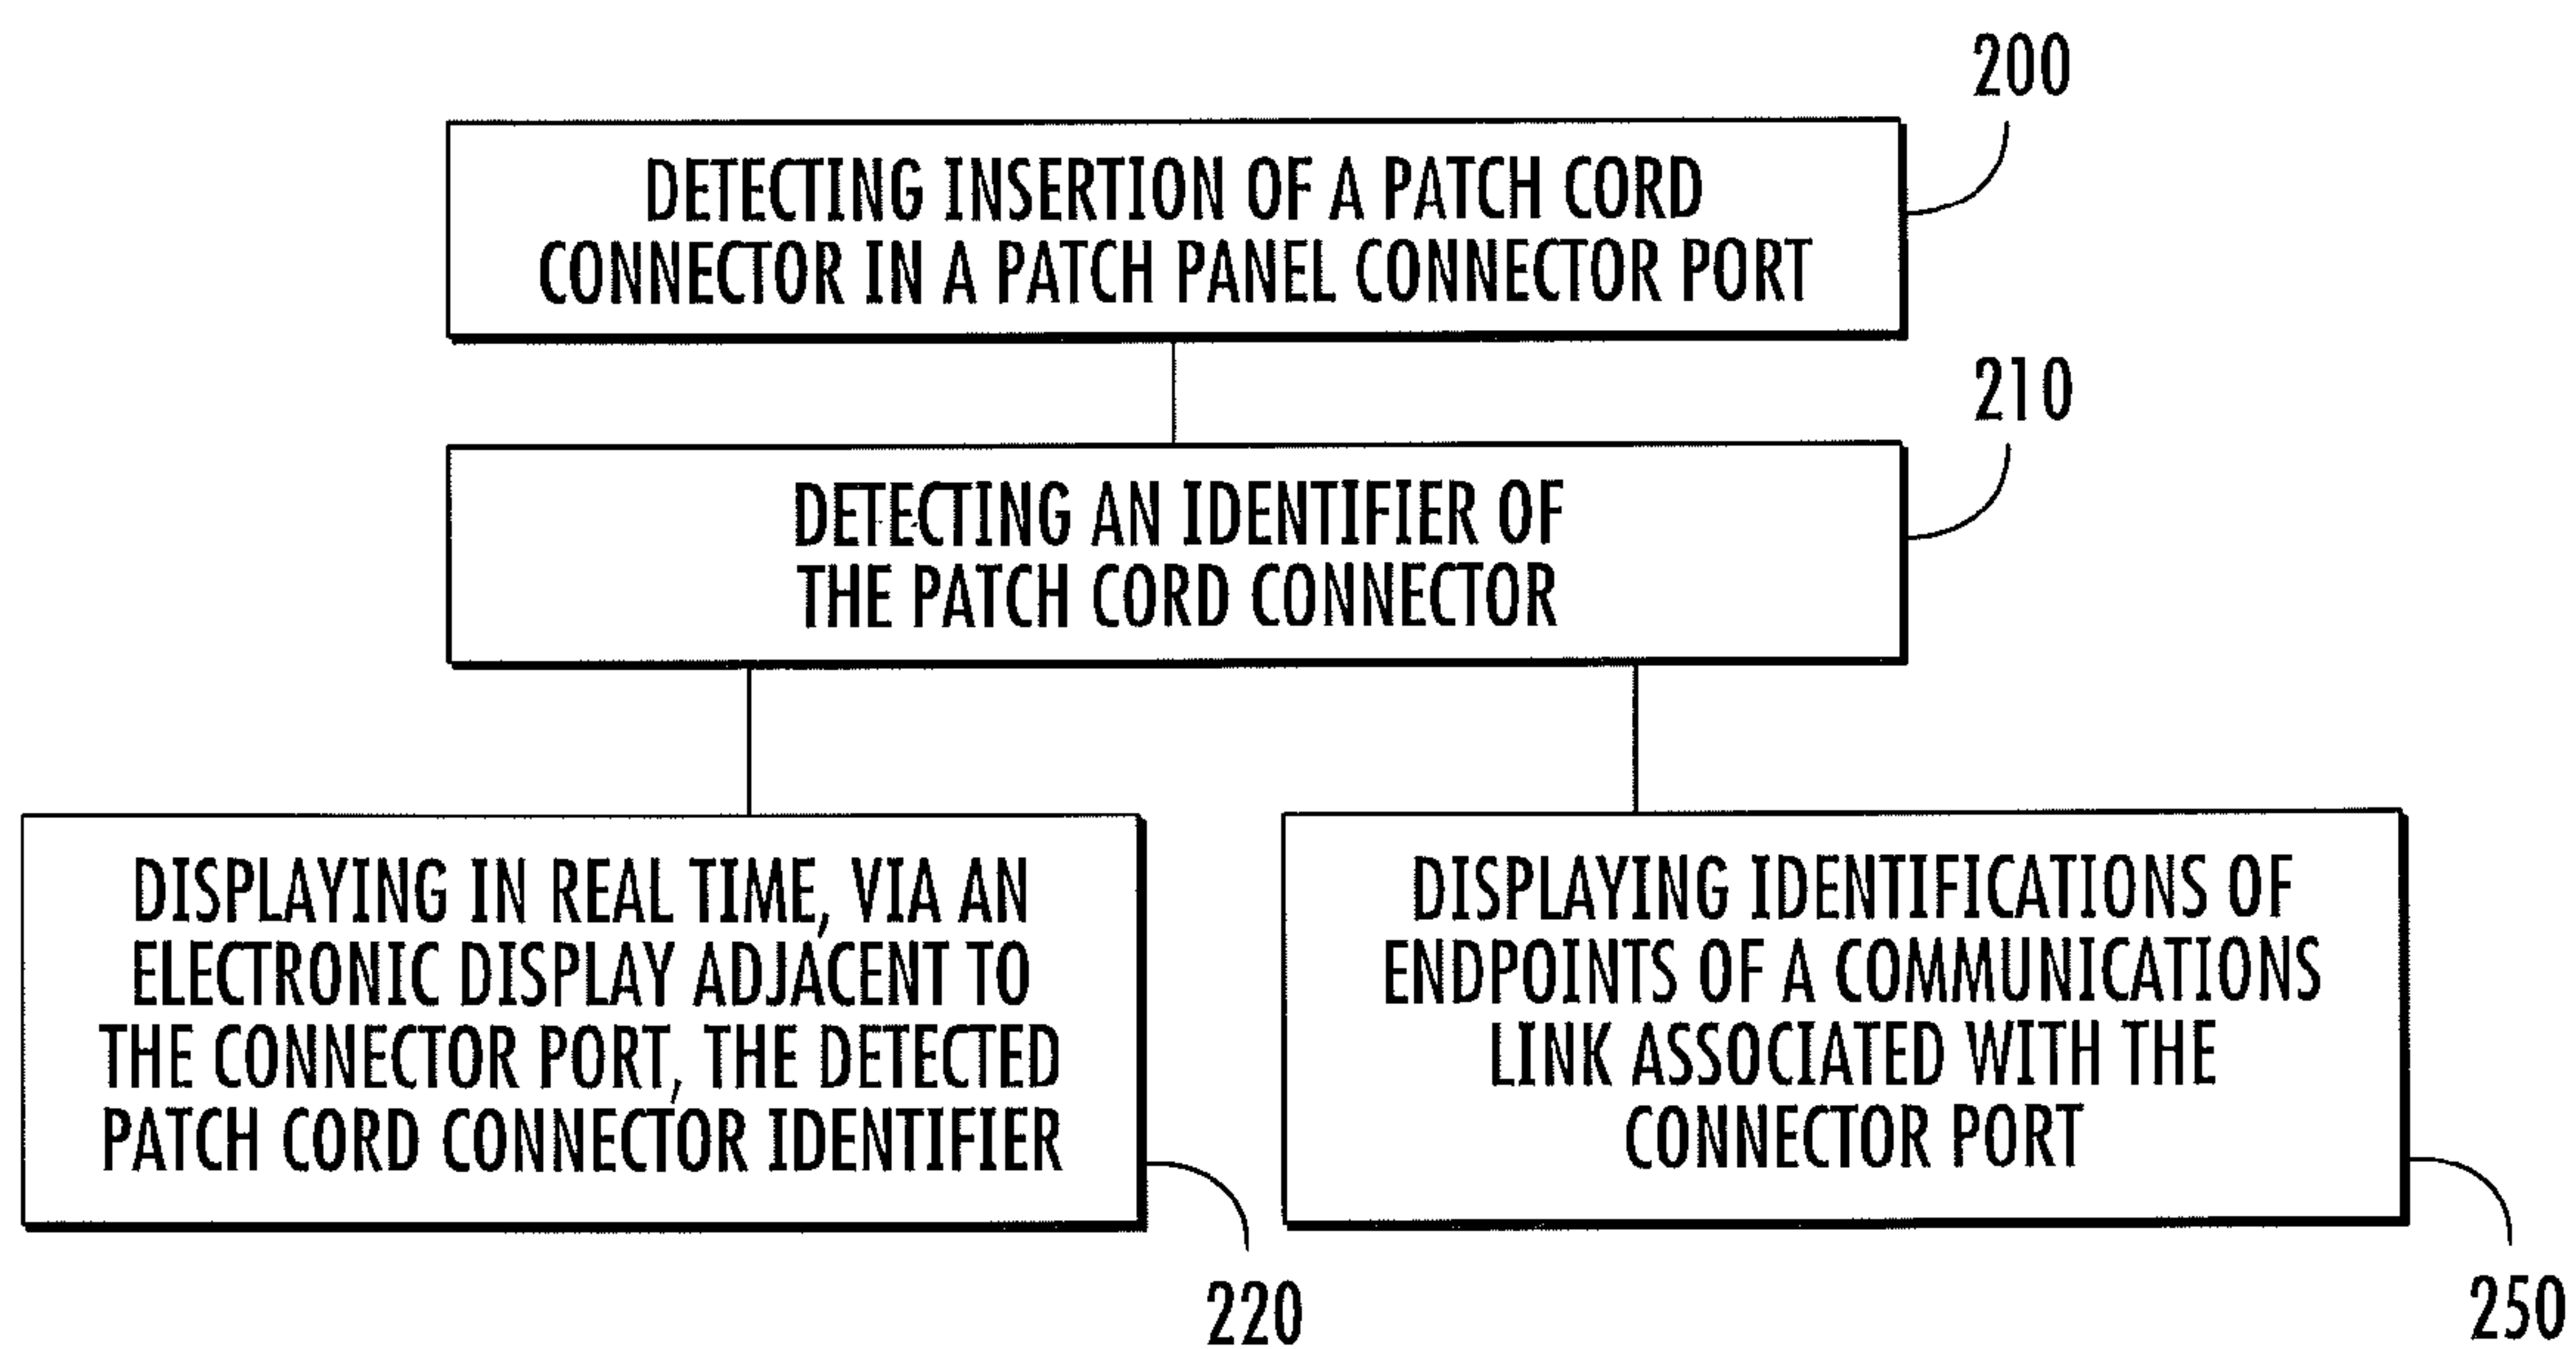 200
DETECTING INSERTION OF A PATCH CORD
CONNECTOR IN A PATCH PANEL CONNECTOR PORT
210
DETECTING AN IDENTIFIER OF
THE PATCH CORD CONNECTOR
DISPLAYING IN REAL TIME, VIA AN
ELECTRONIC DISPLAY ADJACENT TO
THE CONNECTOR PORT, THE DETECTED
PATCH CORD CONNECTOR IDENTIFIER
220
DISPLAYING IDENTIFICATIONS OF
ENDPOINTS OF A COMMUNICATIONS
LINK ASSOCIATED WITH THE
CONNECTOR PORT
250